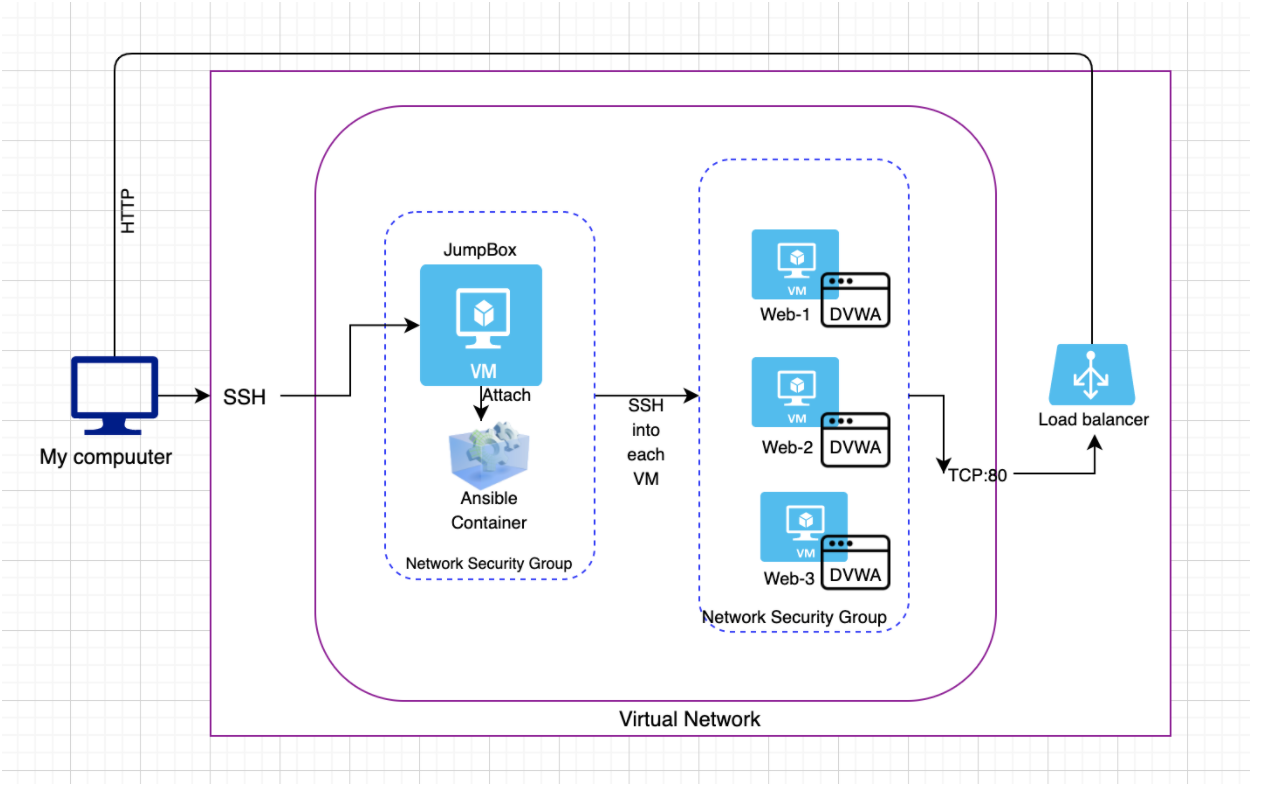 HTTP
JumpBox
VM
Attach
Ansible
Container
Network Security Group
My compuuter
SSH
SSH
into
each
VM
VM
Web-1
DVWA
VM
Web-2
DVWA
VM
Web-3
DVWA
Network Security Group
TCP:80
Load balancer
Virtual Network